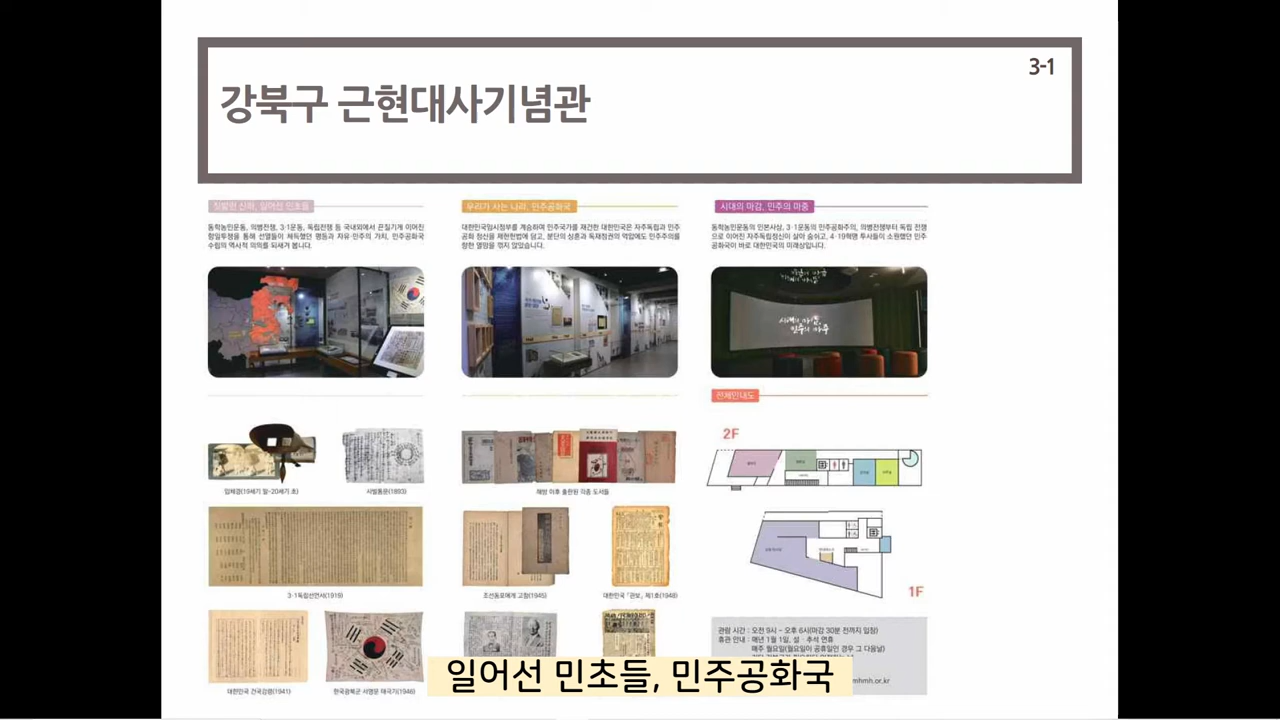 3-1
강북구 근현대사기념관
짓밟힌 산하, 일어선 민초들
동학농민운동, 의병전쟁, 3·1운동, 독립전쟁 등 국내외에서 끈질기게 이어진
항일투쟁을 통해 선열들이 체득했던 평등과 자유·민주의 가치, 민주공화국
수립의 역사적 의의를 되새겨 봅니다.
우리가 사는 나라, 민주공화국
대한민국임시정부를 계승하여 민주국가를 재건한 대한민국은 자주독립과 민주
공화 정신을 제헌헌법에 담고, 분단의 상흔과 독재정권의 억압에도 민주주의를
향한 열망을 꺾지 않았습니다.
시대의 마감, 민주의 마중
동학농민운동의 인본사상, 3·1운동의 민주공화주의, 의병전쟁부터 독립 전쟁
으로 이어진 자주독립정신이 살아 숨쉬고, 4·19혁명 투사들이 소원했던 민주
공화국이 바로 대한민국의 미래상입니다.
시대의 마감,
민주의 마중
입체경(19세기 말~20세기 초)
사발통문(1893)
3·1독립선언서(1919)
대한민국 건국강령(1941)
한국광복군 서명문 태극기(1946)
해방 이후 출판된 각종 도서들
조선동포에게 고함(1945)
대한민국 「관보」 제1호(1948)
전체안내도
2F
1F
관람 시간 : 오전 9시 ~ 오후 6시(마감 30분 전까지 입장)
휴관 안내 : 매년 1월 1일, 설·추석 연휴
매주 월요일(월요일이 공휴일인 경우 그 다음날)
mhmh.or.kr
일어선 민초들, 민주공화국